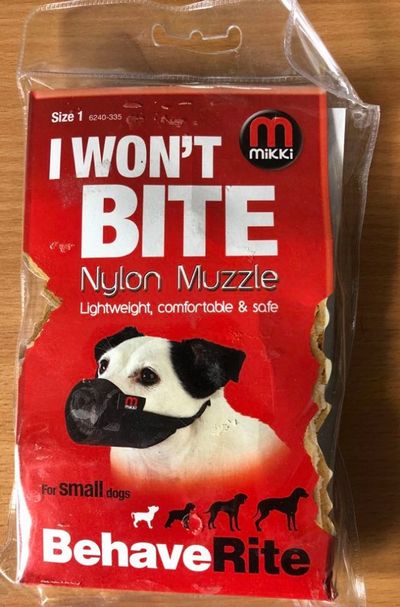 Size 1 6240-335
m
mikki
I WON'T
BITE
Nylon Muzzle
Lightweight, comfortable & safe
m
For small dogs
BehaveRite